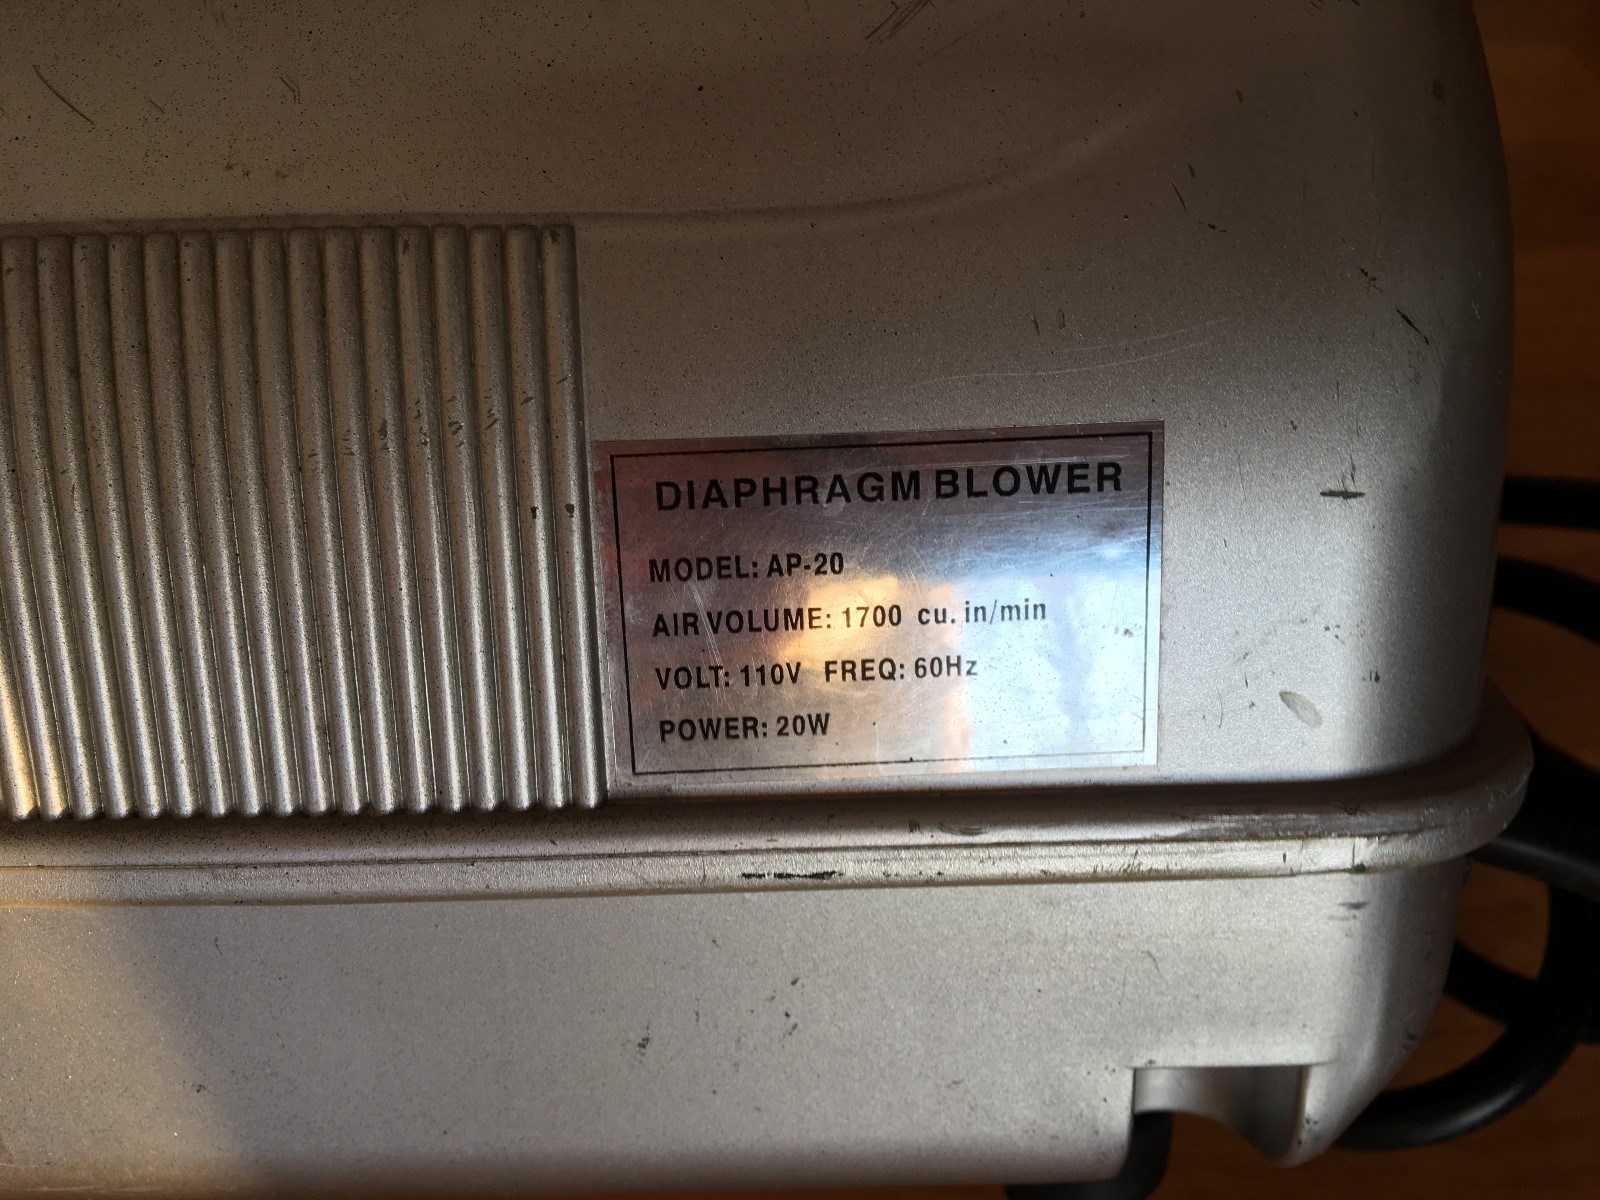 DIAPHRAGM BLOWER
MODEL: AP-20
AIR VOLUME: 1700 cu. in/min
VOLT: 110V FREQ: 60Hz
POWER: 20W